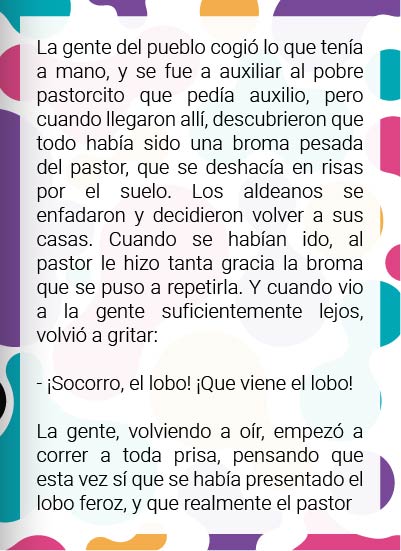 La gente del pueblo cogió lo que tenía
a mano, y se fue a auxiliar al pobre
pastorcito que pedía auxilio, pero
cuando llegaron allí, descubrieron que
todo había sido una broma pesada
del pastor, que se deshacía en risas
por el suelo. Los aldeanos se
enfadaron y decidieron volver a sus
casas. Cuando se habían ido, al
pastor le hizo tanta gracia la broma
que se puso a repetirla. Y cuando vio
a la gente suficientemente lejos,
volvió a gritar:
- ¡Socorro, el lobo! ¡Que viene el lobo!
La gente, volviendo a oír, empezó a
correr a toda prisa, pensando que
esta vez sí que se había presentado el
lobo feroz, y que realmente el pastor